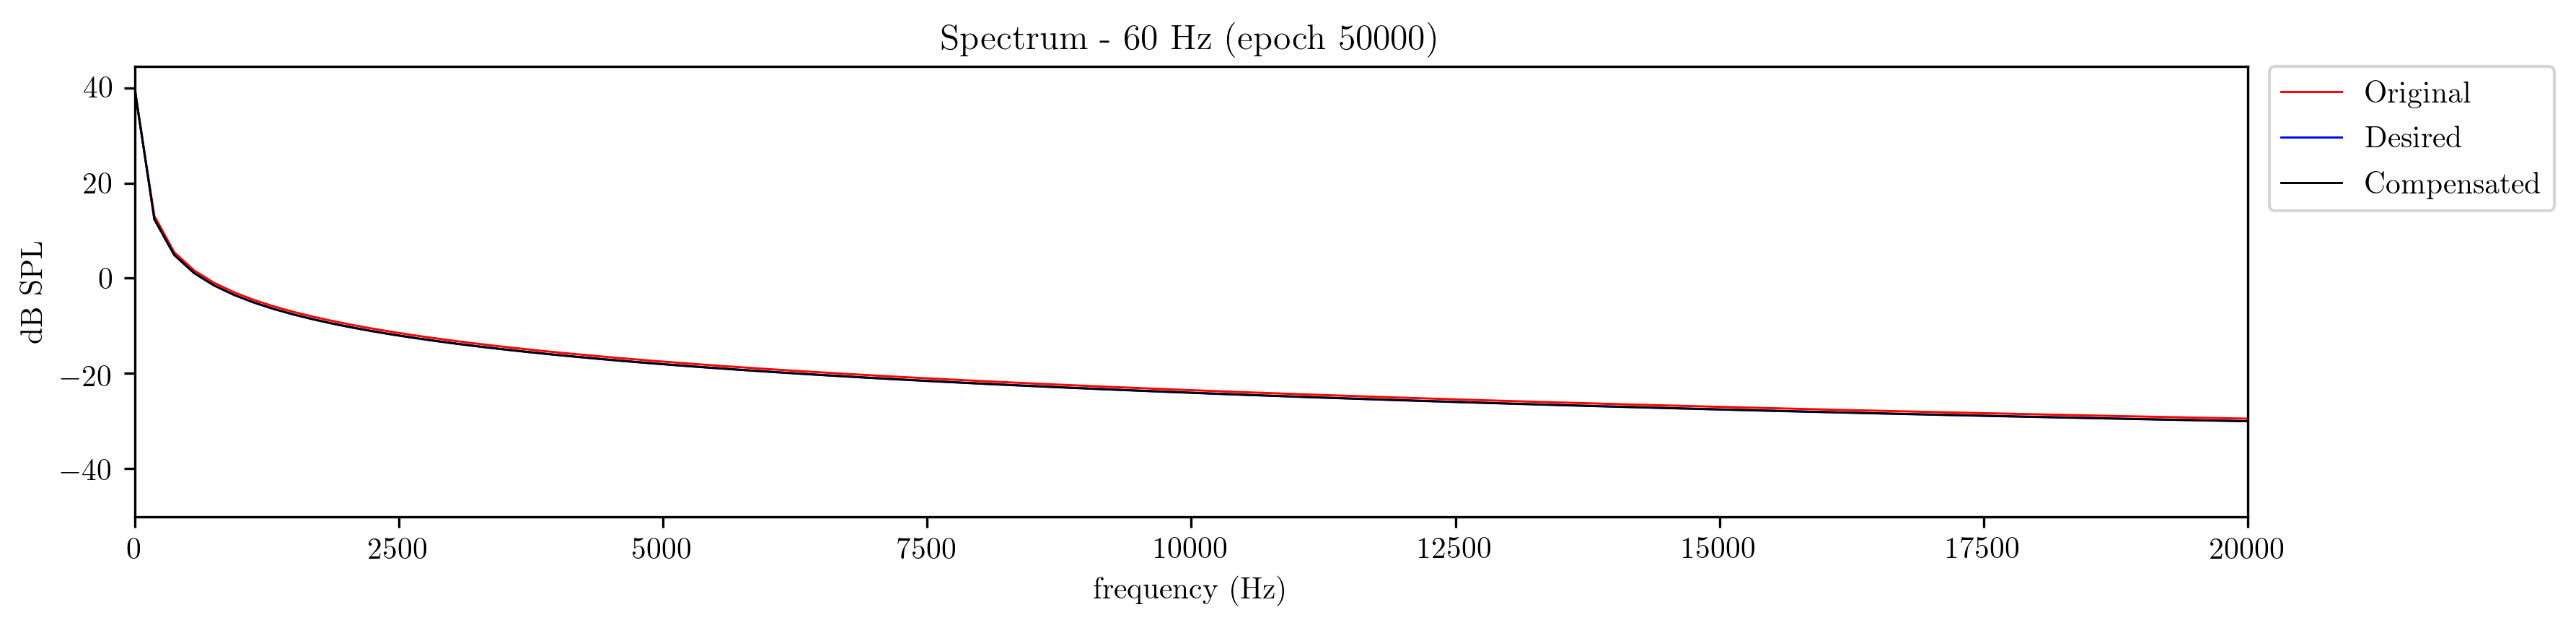 Spectrum - 60 Hz (epoch 50000)
40
20
0
−20
−40
dB SPL
0 2500 5000 7500 10000 12500 15000 17500 20000
frequency (Hz)
Original
Desired
Compensated